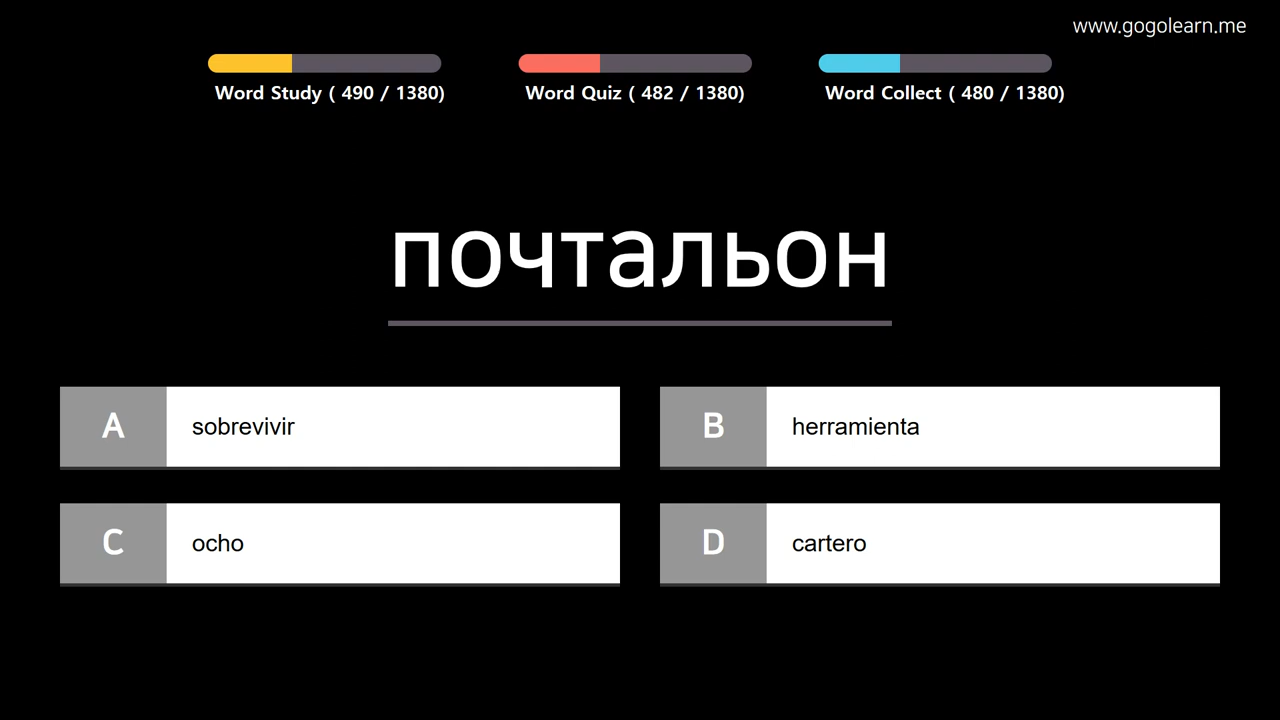 www.gogolearn.me
Word Study ( 490 / 1380)
Word Quiz ( 482 / 1380)
Word Collect ( 480 / 1380)
почтальон
A sobrevivir
B herramienta
C ocho
D cartero